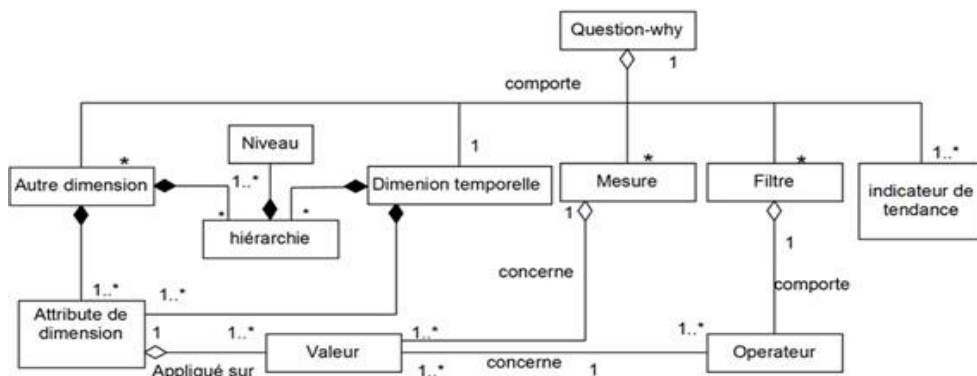 Question-why
1
comporte
Niveau
*
1
*
*
1..*
Autre dimension
1..*
Dimenion temporelle
Mesure
Filtre
indicateur de
tendance
*
*
hiérarchie
1
1
concerne
comporte
1..*
1..*
Attribute de
dimension
1
1..*
1..*
1..*
Valeur
concerne
Operateur
Appliqué sur
1..*
1